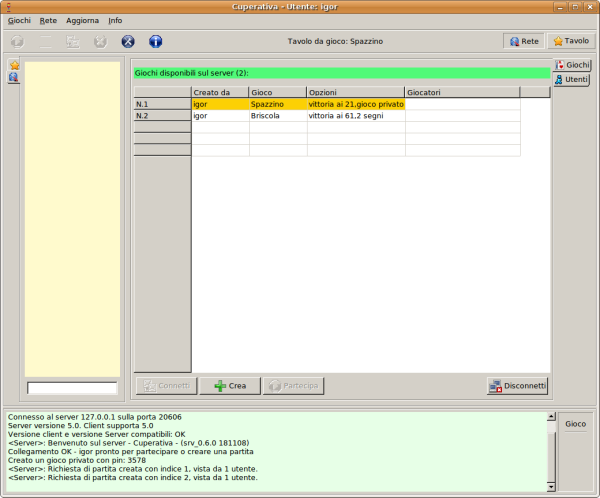 Cuperativa - Utente: igor
Giochi Rete Aggiorna Info
Tavolo da gioco: Spazzino
Rete
Tavolo
Giochi disponibili sul server (2):
Giochi
Utenti
Creato da Gioco Opzioni Giocatori
N.1 igor Spazzino vittoria ai 21,gioco privato
N.2 igor Briscola vittoria ai 61,2 segni
Connetti
Crea
Partecipa
Disconnetti
Connesso al server 127.0.0.1 sulla porta 20606
Server versione 5.0. Client supporta 5.0
Versione client e versione Server compatibili: OK
<Server>: Benvenuto sul server - Cuperativa - (srv_0.6.0 181108)
Collegamento OK - igor pronto per partecipare o creare una partita
Creato un gioco privato con pin: 3578
<Server>: Richiesta di partita creata con indice 1, vista da 1 utente.
<Server>: Richiesta di partita creata con indice 2, vista da 1 utente.
Gioco